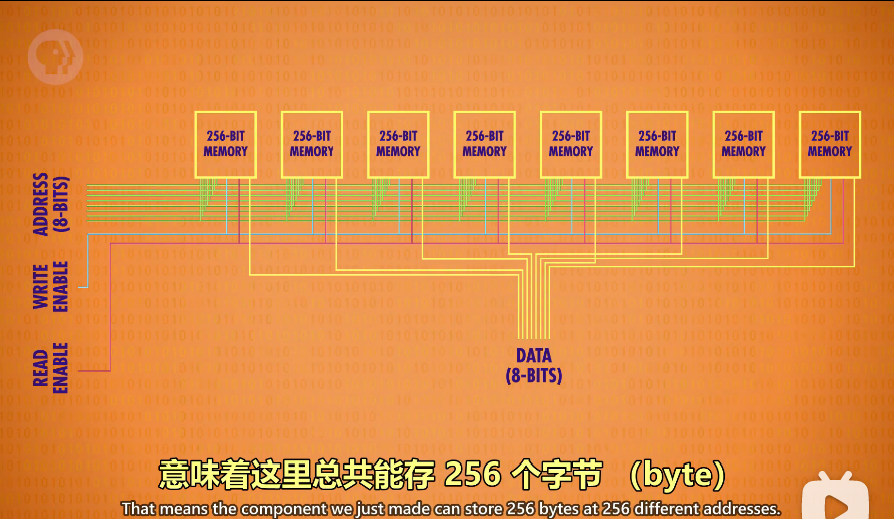 256-BIT
MEMORY
256-BIT
MEMORY
256-BIT
MEMORY
256-BIT
MEMORY
256-BIT
MEMORY
256-BIT
MEMORY
256-BIT
MEMORY
256-BIT
MEMORY
ADDRESS
(8-BITS)
WRITE
ENABLE
READ
ENABLE
DATA
(8-BITS)
意味着这里总共能存 256 个字节 （byte）
That means the component we just made can store 256 bytes at 256 different addresses.